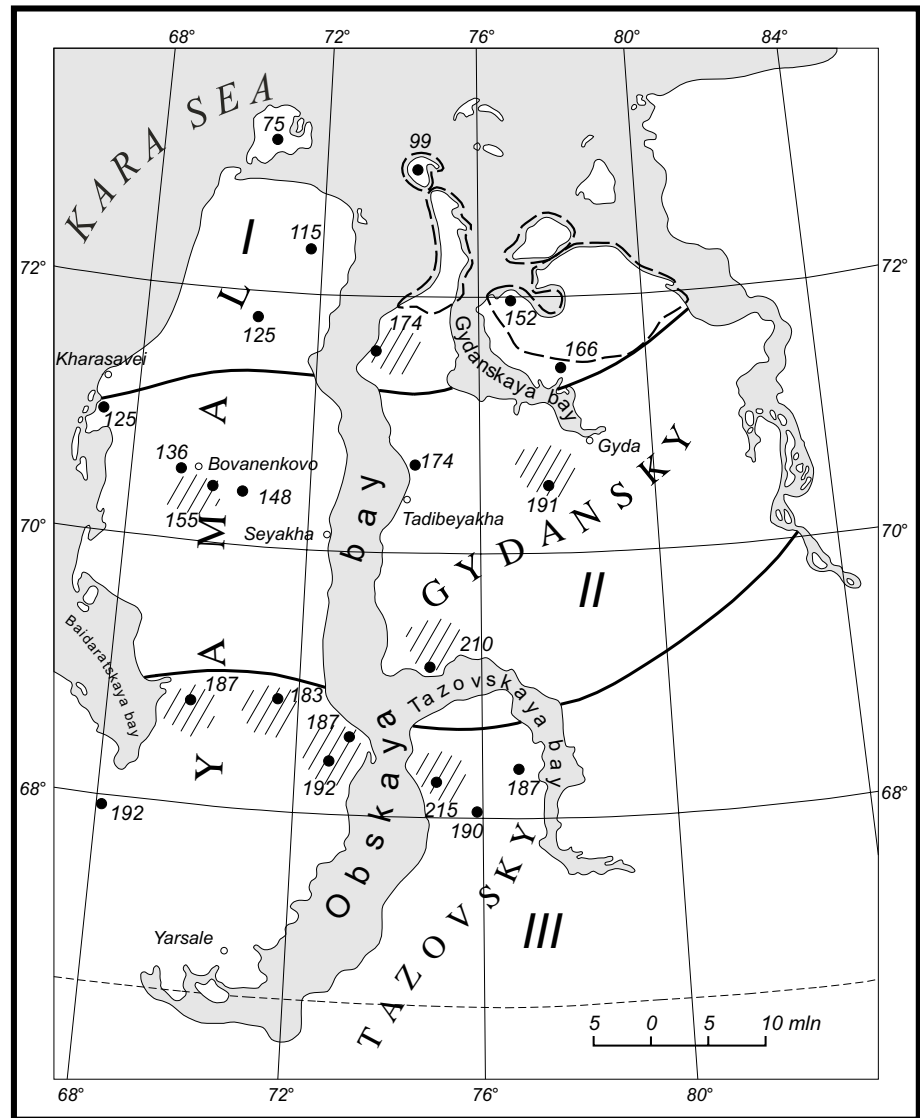 68° 72° 76° 80° 84°
KARA SEA
75
99
I
115
72° 72°
125
152
174
166
Gydanskaya bay
Kharasavei
125
136
Bovanenkovo
148
155
Seyakha
174
Tadibeyakha
Gyda
191
70° 70°
YAMAL
GYDANSKY
II
Baidaratskaya bay
210
187
183
187
192
Tazovskaya bay
Obskaya bay
215
190
187
68° 68°
192
TAZOVSKY
III
Yarsale
5 0 5 10 mln
68° 72° 76° 80°